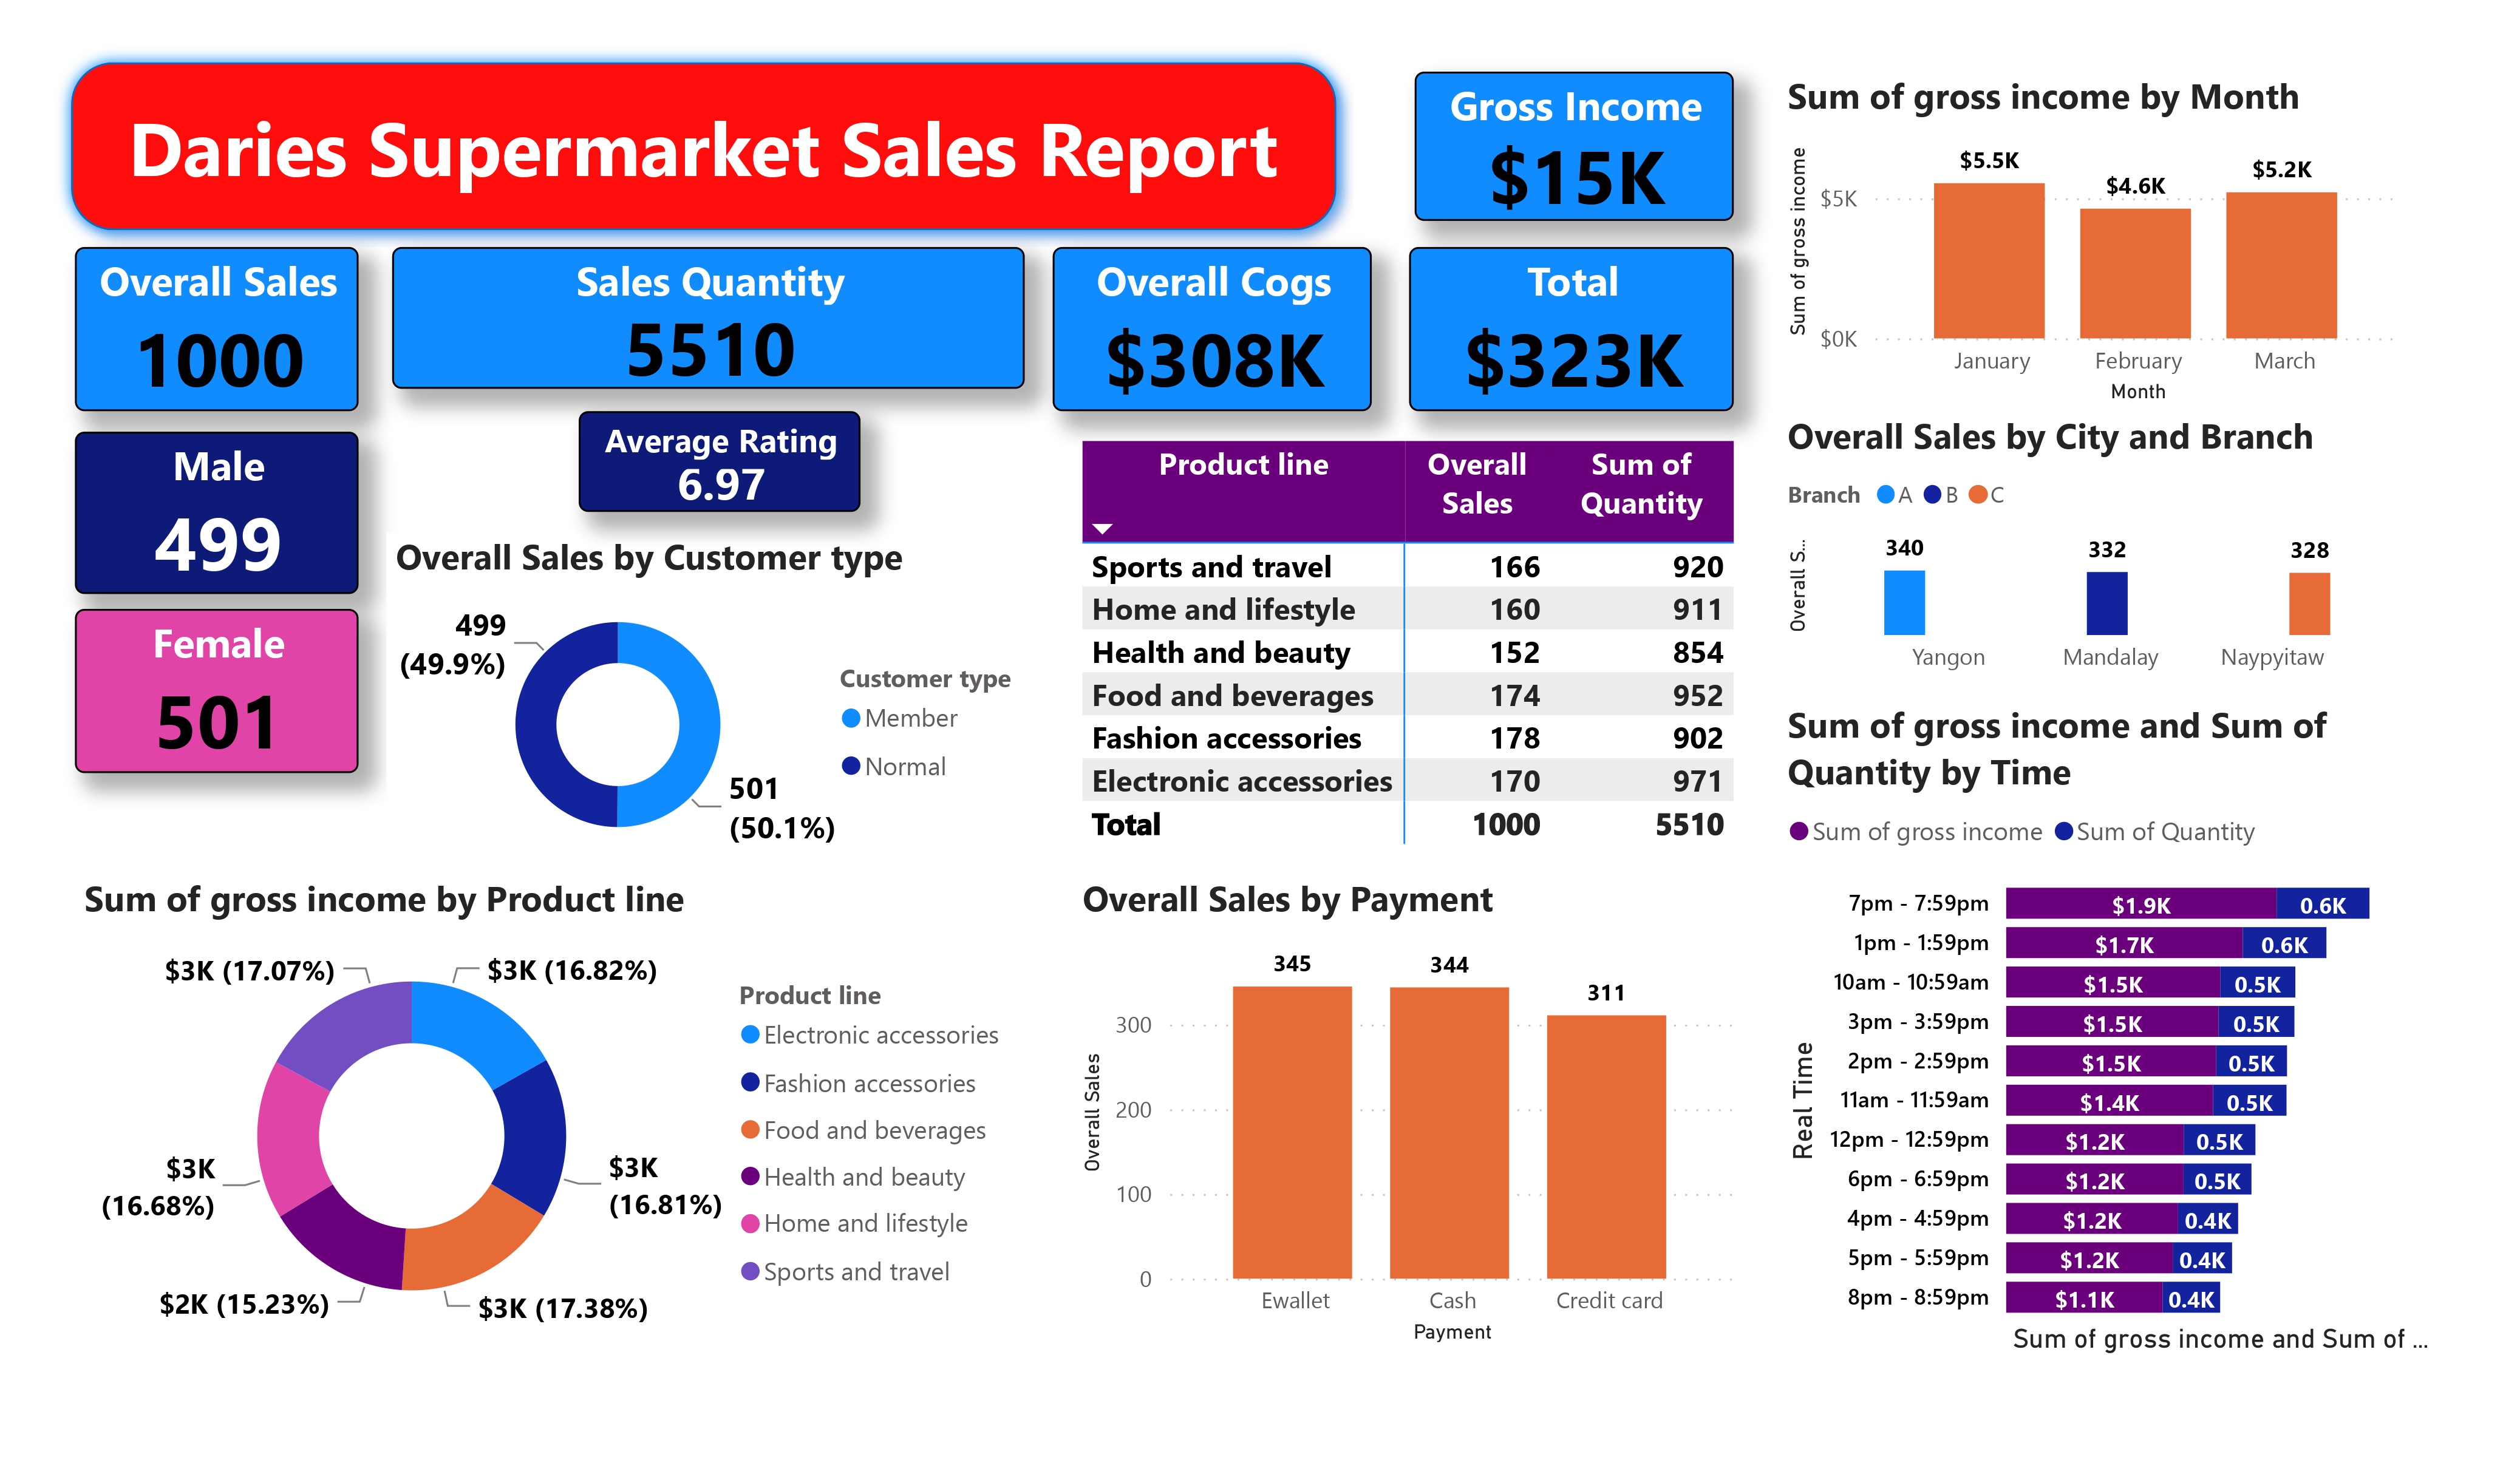 Daries Supermarket Sales Report
Gross Income
$15K
Overall Sales
1000
Sales Quantity
5510
Overall Cogs
$308K
Total
$323K
Male
499
Female
501
Average Rating
6.97
Overall Sales by Customer type
499
(49.9%)
501
(50.1%)
Customer type
Member
Normal
Product line Overall Sales Sum of Quantity
Sports and travel 166 920
Home and lifestyle 160 911
Health and beauty 152 854
Food and beverages 174 952
Fashion accessories 178 902
Electronic accessories 170 971
Total 1000 5510
Sum of gross income by Product line
$3K (17.07%)
$3K (16.82%)
$3K
(16.68%)
$3K
(16.81%)
$2K (15.23%)
$3K (17.38%)
Product line
Electronic accessories
Fashion accessories
Food and beverages
Health and beauty
Home and lifestyle
Sports and travel
Overall Sales by Payment
Overall Sales
300
200
100
0
345
344
311
Ewallet
Cash
Credit card
Payment
Sum of gross income by Month
Sum of gross income
$5K
$0K
$5.5K
$4.6K
$5.2K
January
February
March
Month
Overall Sales by City and Branch
Branch A B C
Overall S...
340
332
328
Yangon
Mandalay
Naypyitaw
Sum of gross income and Sum of
Quantity by Time
Sum of gross income Sum of Quantity
Real Time
7pm - 7:59pm $1.9K 0.6K
1pm - 1:59pm $1.7K 0.6K
10am - 10:59am $1.5K 0.5K
3pm - 3:59pm $1.5K 0.5K
2pm - 2:59pm $1.5K 0.5K
11am - 11:59am $1.4K 0.5K
12pm - 12:59pm $1.2K 0.5K
6pm - 6:59pm $1.2K 0.5K
4pm - 4:59pm $1.2K 0.4K
5pm - 5:59pm $1.2K 0.4K
8pm - 8:59pm $1.1K 0.4K
Sum of gross income and Sum of ...